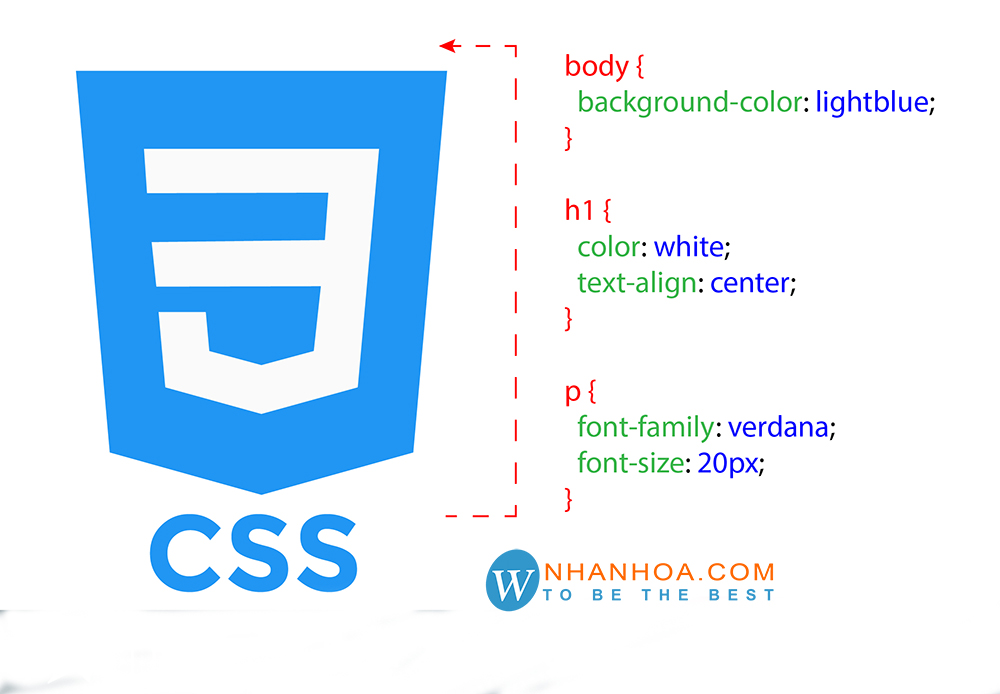 body {
background-color: lightblue;
}
h1 {
color: white;
text-align: center;
}
p {
font-family: verdana;
font-size: 20px;
}
CSS
W NHANHOA.COM
TO BE THE BEST